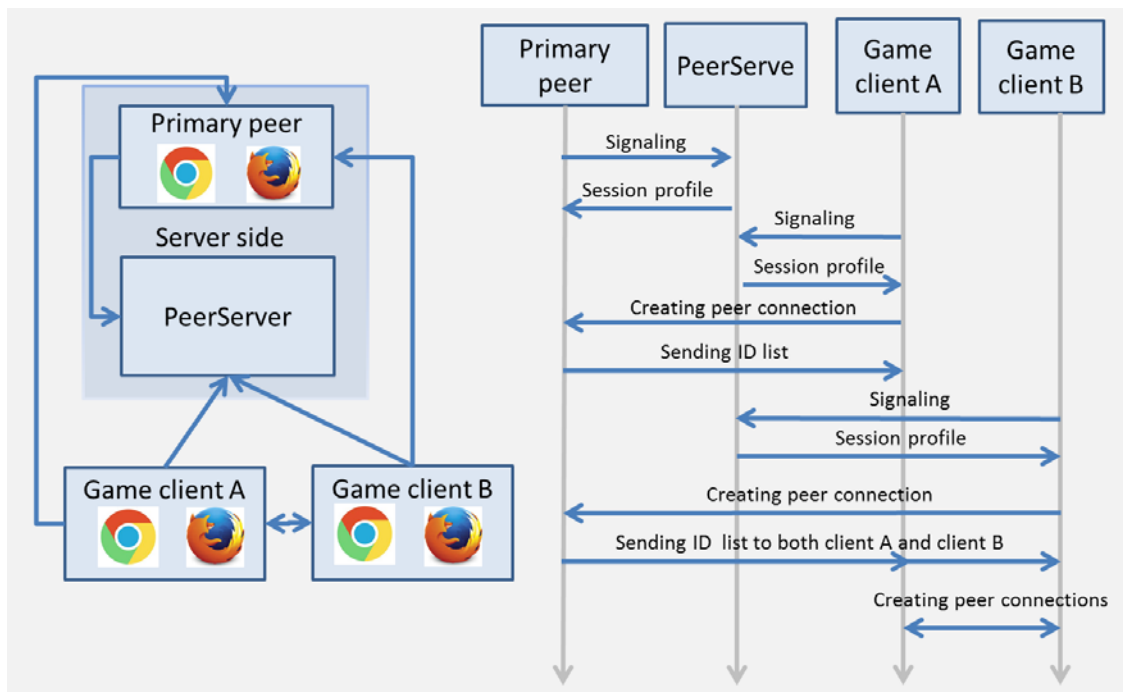 Primary peer
Server side
PeerServer
Game client A
Game client B
Primary
peer
PeerServe
Game
client A
Game
client B
Signaling
Session profile
Signaling
Session profile
Creating peer connection
Sending ID list
Signaling
Session profile
Creating peer connection
Sending ID list to both client A and client B
Creating peer connections